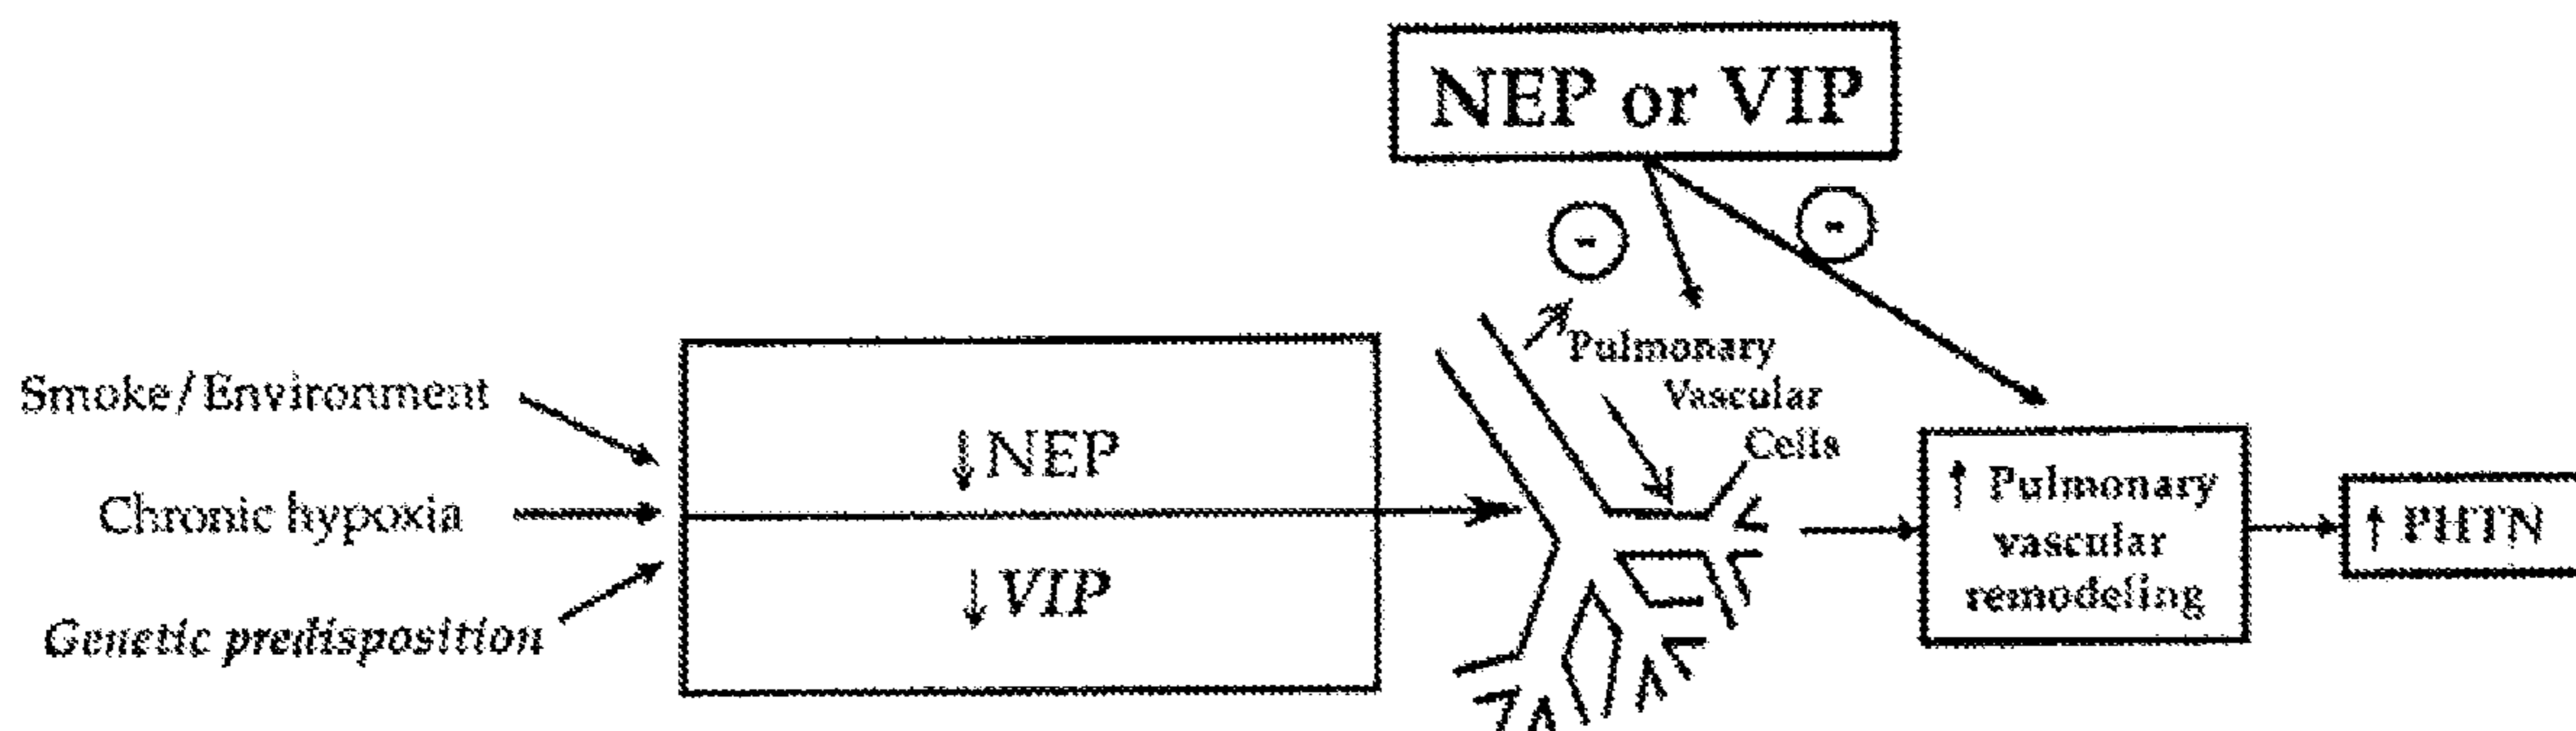 NEP or VIP
-
-
Smoke/Environment
Chronic hypoxia
Genetic predisposition
↓NEP
↓VIP
Pulmonary
Vascular
Cells
↑ Pulmonary
vascular
remodeling
↑ PHTN